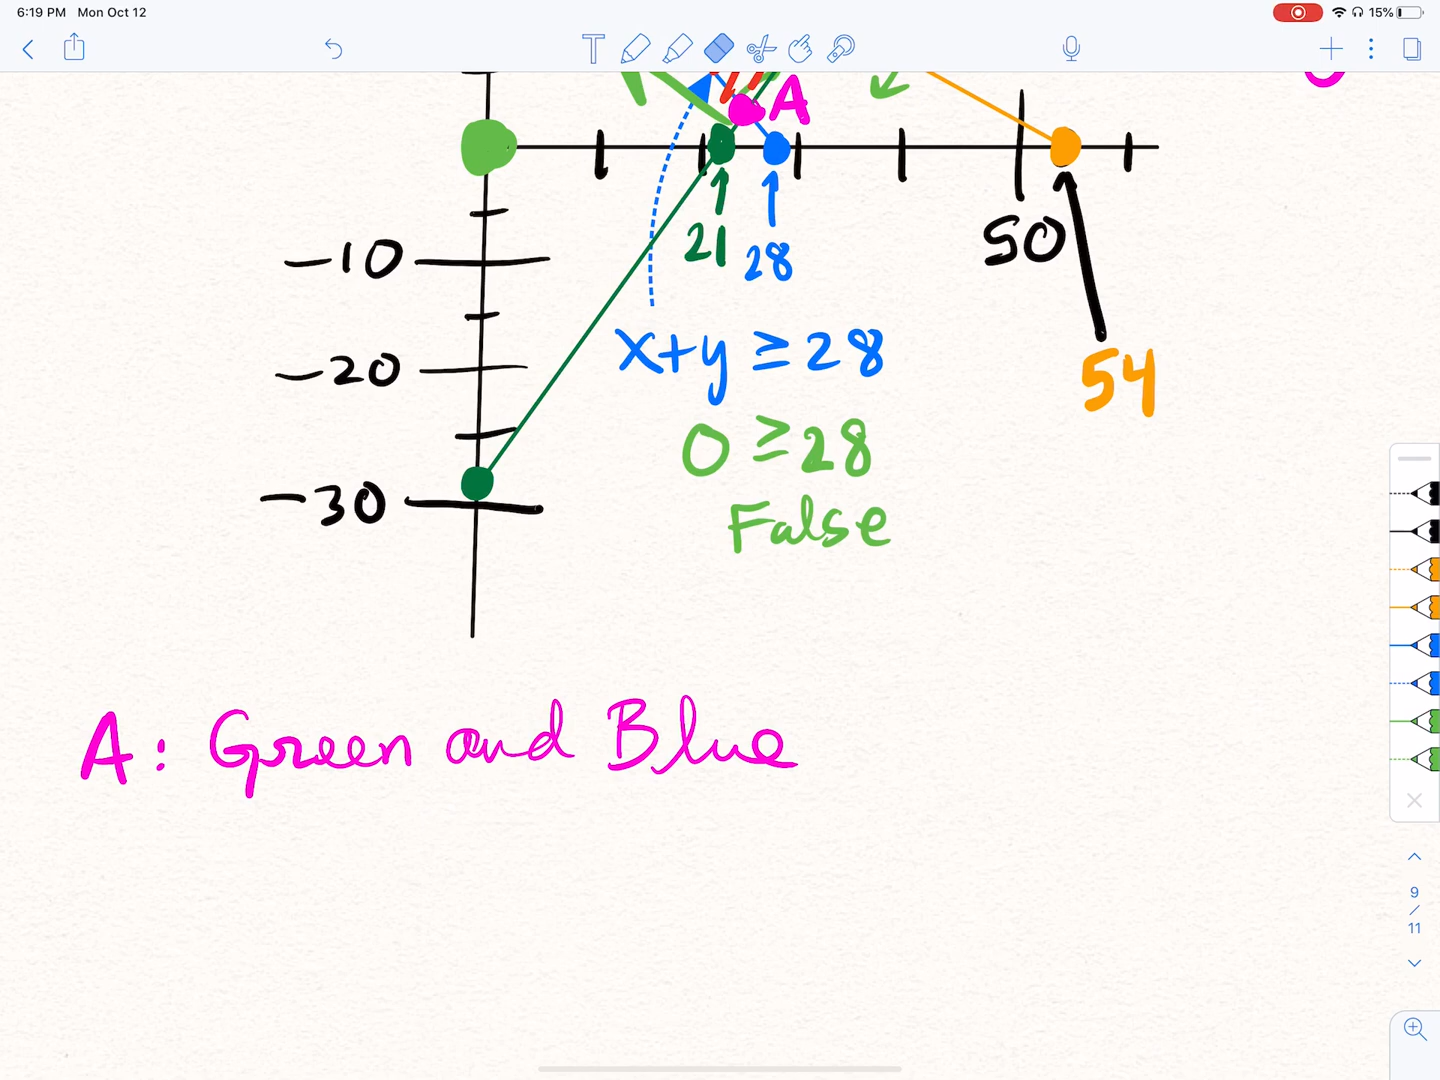 6:19 PM Mon Oct 12
15%
T
A
21
28
50
54
-10
-20
-30
x+y ≥ 28
0 ≥ 28
False
A: Green and Blue
9
/
11